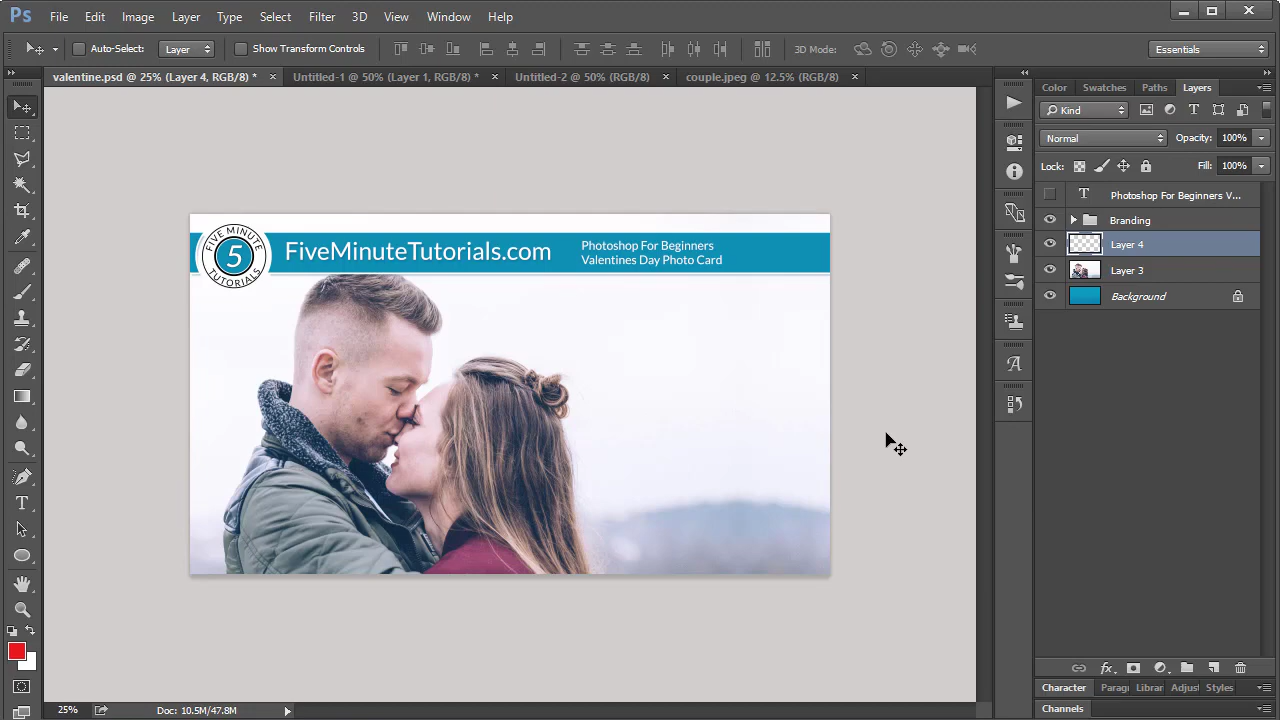 Ps File Edit Image Layer Type Select Filter 3D View Window Help
Auto-Select: Layer Show Transform Controls 3D Mode: Essentials
valentine.psd @ 25% (Layer 4, RGB/8) * Untitled-1 @ 50% (Layer 1, RGB/8) * Untitled-2 @ 50% (RGB/8) couple.jpeg @ 12.5% (RGB/8)
Color Swatches Paths Layers
Kind
Normal Opacity: 100%
Lock: Fill: 100%
T Photoshop For Beginners V...
Branding
Layer 4
Layer 3
Background
FIVE MINUTE
5
TUTORIALS
FiveMinuteTutorials.com
Photoshop For Beginners
Valentines Day Photo Card
Character Paragı Librar Adjust Styles
Channels
25% Doc: 10.5M/47.8M